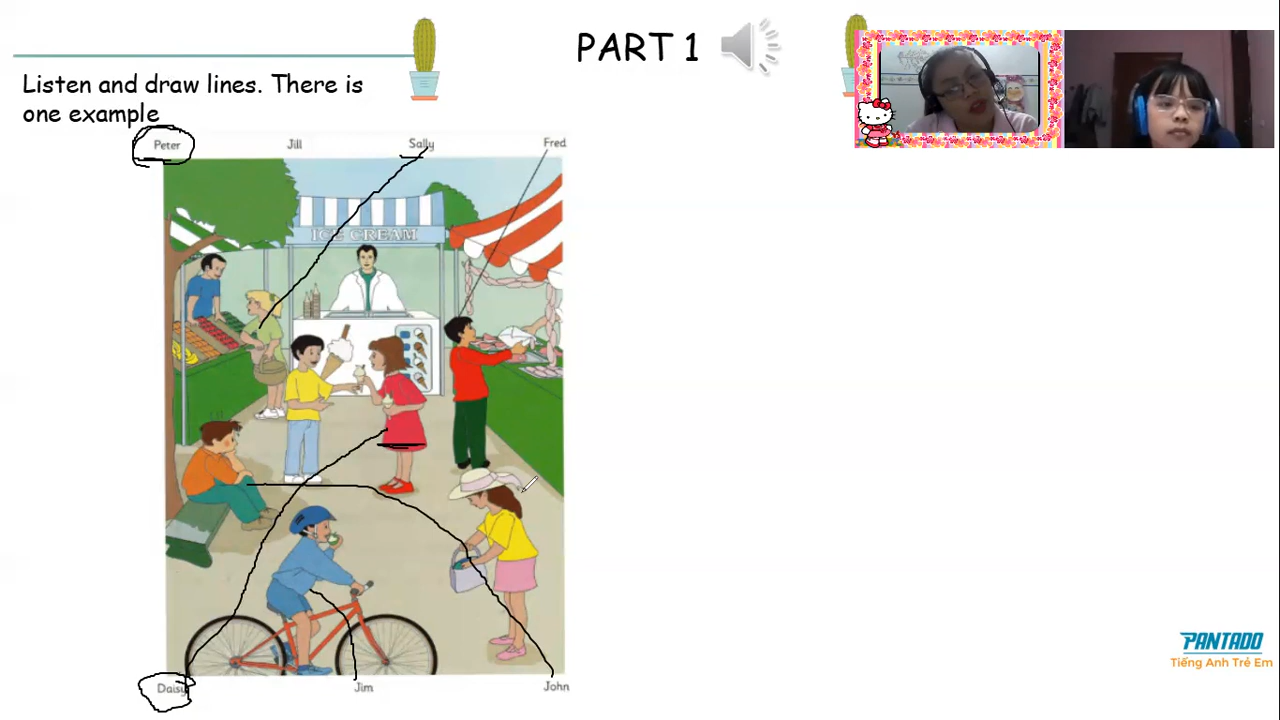 PART 1
Listen and draw lines. There is
one example
Peter Jill Sally Fred
ICE CREAM
Daisy Jim John
PANTADO
Tiếng Anh Trẻ Em